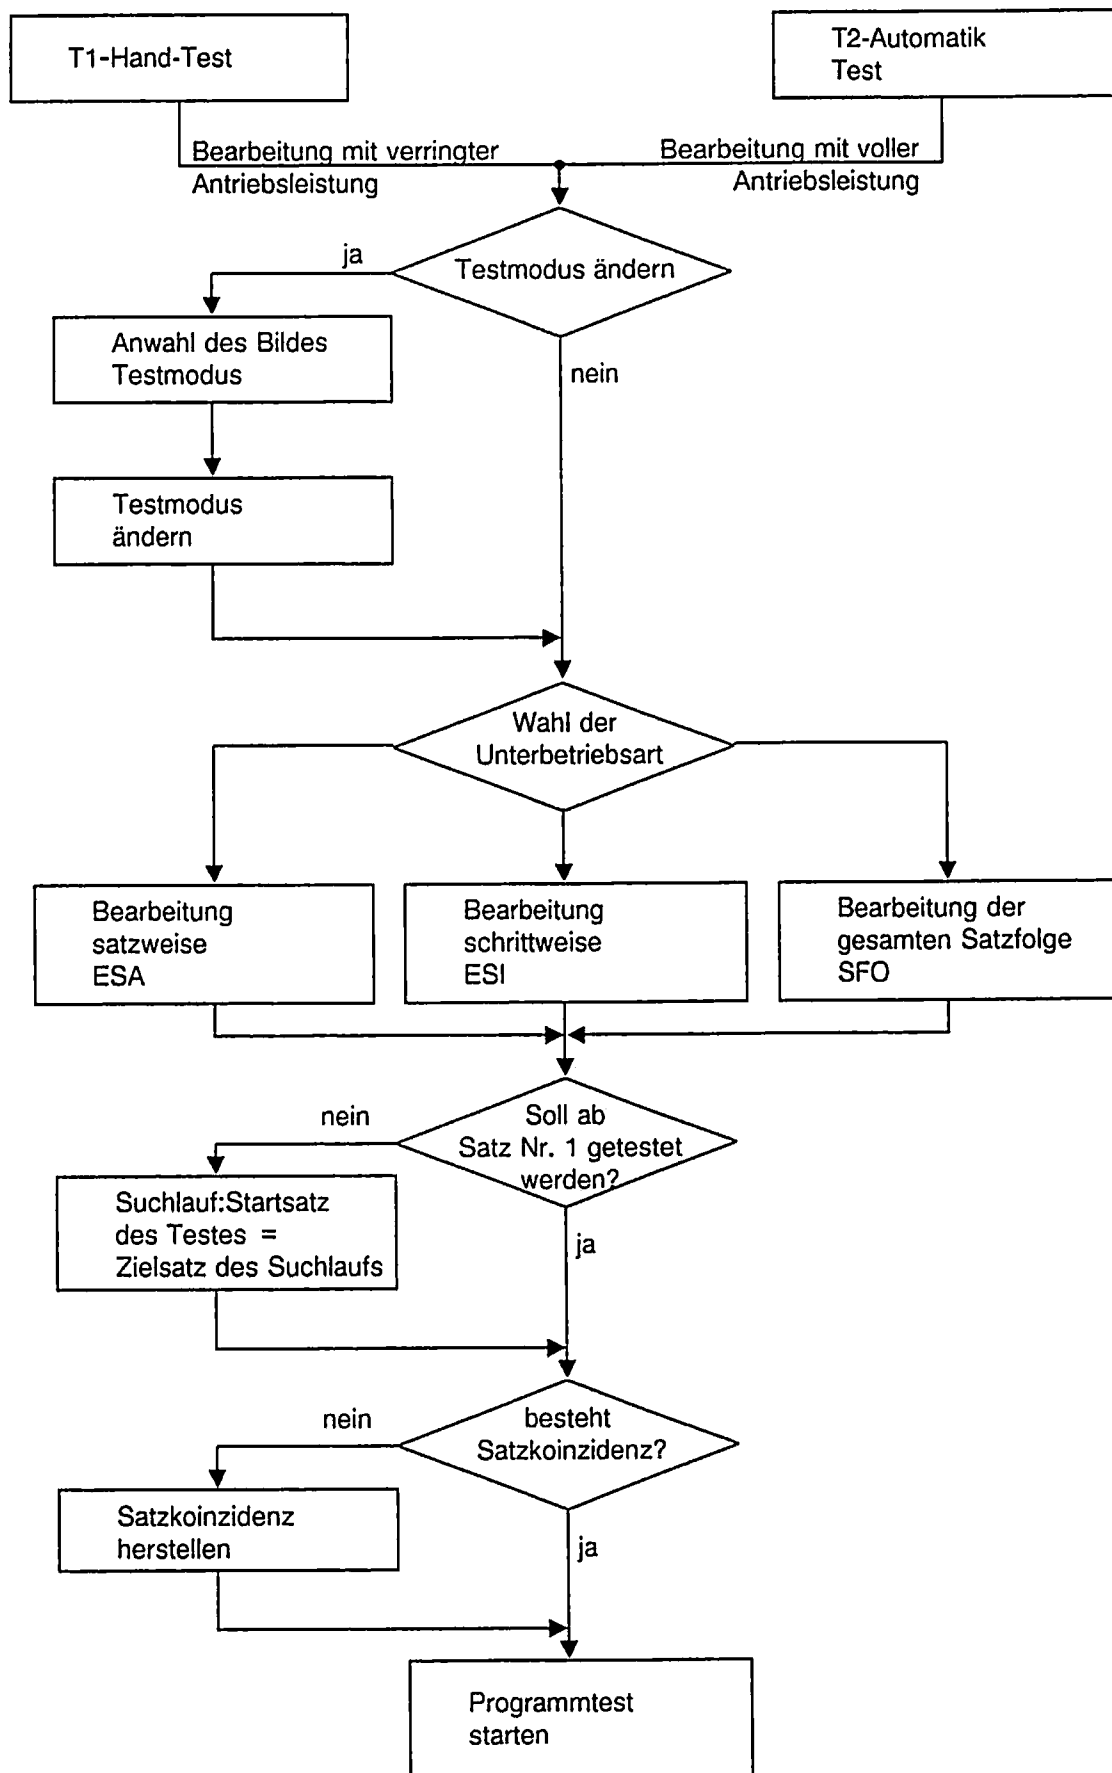 T1-Hand-Test
T2-Automatik
Test
Bearbeitung mit verringter
Antriebsleistung
Bearbeitung mit voller
Antriebsleistung
ja
Testmodus ändern
Anwahl des Bildes
Testmodus
nein
Testmodus
ändern
Wahl der
Unterbetriebsart
Bearbeitung
satzweise
ESA
Bearbeitung
schrittweise
ESI
Bearbeitung der
gesamten Satzfolge
SFO
nein
Soll ab
Satz Nr. 1 getestet
werden?
Suchlauf:Startsatz
des Testes =
Zielsatz des Suchlaufs
ja
nein
besteht
Satzkoinzidenz?
Satzkoinzidenz
herstellen
ja
Programmtest
starten